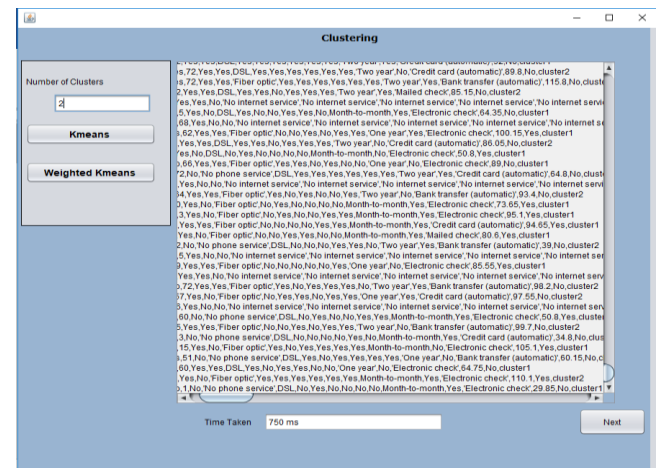 Clustering
Number of Clusters
2
Kmeans
Weighted Kmeans
s,72,Yes,Yes,DSL,Yes,Yes,Yes,Yes,Yes,Yes,'Two year',No,'Credit card (automatic)',89.8,No,cluster2
s,72,Yes,Yes,'Fiber optic',Yes,Yes,Yes,Yes,Yes,Yes,'Two year',Yes,'Bank transfer (automatic)',115.8,No,clust
2,Yes,Yes,DSL,Yes,Yes,No,Yes,Yes,Yes,'Two year',Yes,'Mailed check',85.15,No,cluster2
Yes,Yes,No,'No internet service','No internet service','No internet service','No internet service','No internet servi
,5,Yes,No,DSL,No,Yes,No,Yes,No,No,Month-to-month,Yes,'Electronic check',64.35,No,cluster1
,68,Yes,No,No,'No internet service','No internet service','No internet service','No internet service','No internet se
s,62,Yes,Yes,'Fiber optic',No,No,Yes,No,Yes,Yes,'One year',Yes,'Electronic check',100.15,Yes,cluster1
,Yes,Yes,DSL,Yes,Yes,No,Yes,Yes,Yes,'Two year',No,'Credit card (automatic)',86.05,No,cluster2
Yes,No,DSL,No,Yes,No,No,No,No,Month-to-month,No,'Electronic check',50.8,Yes,cluster1
,66,Yes,Yes,'Fiber optic',Yes,Yes,No,Yes,No,No,'One year',No,'Electronic check',89,No,cluster1
72,No,'No phone service',DSL,Yes,Yes,Yes,Yes,Yes,Yes,'Two year',Yes,'Credit card (automatic)',64.8,No,clust
,Yes,No,No,'No internet service','No internet service','No internet service','No internet service','No internet servi
54,Yes,Yes,'Fiber optic',Yes,No,Yes,No,Yes,No,'Two year',No,'Bank transfer (automatic)',93.4,No,cluster2
0,Yes,No,'Fiber optic',No,Yes,No,No,No,No,Month-to-month,Yes,'Electronic check',73.65,Yes,cluster1
,3,Yes,No,'Fiber optic',No,Yes,No,No,Yes,Yes,Month-to-month,Yes,'Electronic check',95.1,Yes,cluster1
,Yes,No,'Fiber optic',No,No,No,No,Yes,Yes,Month-to-month,Yes,'Credit card (automatic)',94.65,Yes,cluster1
Yes,No,'Fiber optic',No,No,Yes,Yes,No,No,Month-to-month,Yes,'Mailed check',80.6,Yes,cluster1
2,No,'No phone service',DSL,No,No,No,Yes,Yes,No,'Two year',Yes,'Bank transfer (automatic)',39,No,cluster2
,5,Yes,No,No,'No internet service','No internet service','No internet service','No internet service','No internet ser
9,Yes,Yes,'Fiber optic',No,No,No,No,No,Yes,'One year',No,'Electronic check',85.55,Yes,cluster1
Yes,Yes,No,'No internet service','No internet service','No internet service','No internet service','No internet serv
o,72,Yes,Yes,'Fiber optic',Yes,Yes,Yes,Yes,Yes,No,'Two year',Yes,'Bank transfer (automatic)',98.2,No,cluster2
57,Yes,No,'Fiber optic',No,Yes,Yes,No,Yes,Yes,'One year',Yes,'Credit card (automatic)',97.55,No,cluster2
6,Yes,No,No,'No internet service','No internet service','No internet service','No internet service','No internet serv
,60,No,'No phone service',DSL,No,Yes,No,No,Yes,Yes,Month-to-month,Yes,'Electronic check',50.8,Yes,cluste
5,Yes,Yes,'Fiber optic',No,No,Yes,No,Yes,Yes,'Two year',No,'Bank transfer (automatic)',99.7,No,cluster2
,3,No,'No phone service',DSL,No,No,No,No,Yes,No,Month-to-month,Yes,'Credit card (automatic)',34.8,No,clus
,15,Yes,No,'Fiber optic',Yes,No,Yes,Yes,Yes,Yes,Month-to-month,No,'Electronic check',105.1,Yes,cluster1
s,51,No,'No phone service',DSL,Yes,No,Yes,Yes,Yes,Yes,'One year',No,'Bank transfer (automatic)',60.15,No,c
,60,Yes,Yes,DSL,Yes,No,Yes,Yes,No,No,'One year',No,'Electronic check',64.75,No,cluster1
,Yes,No,'Fiber optic',Yes,Yes,Yes,Yes,Yes,Yes,Month-to-month,Yes,'Electronic check',110.1,Yes,cluster2
o,1,No,'No phone service',DSL,No,Yes,No,No,No,No,Month-to-month,Yes,'Electronic check',29.85,No,cluster1
Time Taken
750 ms
Next